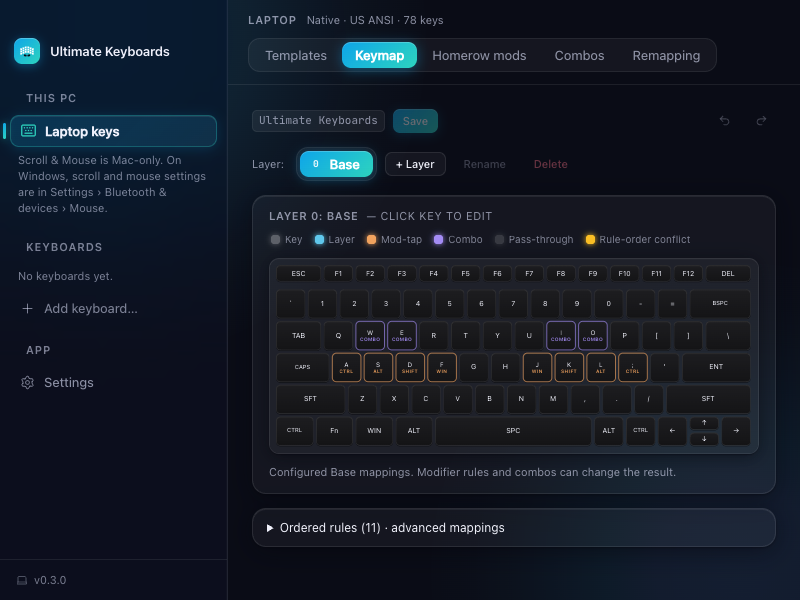 Ultimate Keyboards
THIS PC
Laptop keys
Scroll & Mouse is Mac-only. On
Windows, scroll and mouse settings
are in Settings › Bluetooth &
devices › Mouse.
KEYBOARDS
No keyboards yet.
Add keyboard...
APP
Settings
v0.3.0
LAPTOP Native · US ANSI · 78 keys
Templates Keymap Homerow mods Combos Remapping
Ultimate Keyboards Save
Layer: 0 Base + Layer Rename Delete
LAYER 0: BASE — CLICK KEY TO EDIT
Key Layer Mod-tap Combo Pass-through Rule-order conflict
ESC F1 F2 F3 F4 F5 F6 F7 F8 F9 F10 F11 F12 DEL
` 1 2 3 4 5 6 7 8 9 0 - = BSPC
TAB Q W E R T Y U I O P [ ] \
COMBO COMBO COMBO COMBO
CAPS A S D F G H J K L ; ' ENT
CTRL ALT SHIFT WIN WIN SHIFT ALT CTRL
SFT Z X C V B N M , . / SFT
CTRL Fn WIN ALT SPC ALT CTRL ← ↑ ↓ →
Configured Base mappings. Modifier rules and combos can change the result.
Ordered rules (11) · advanced mappings